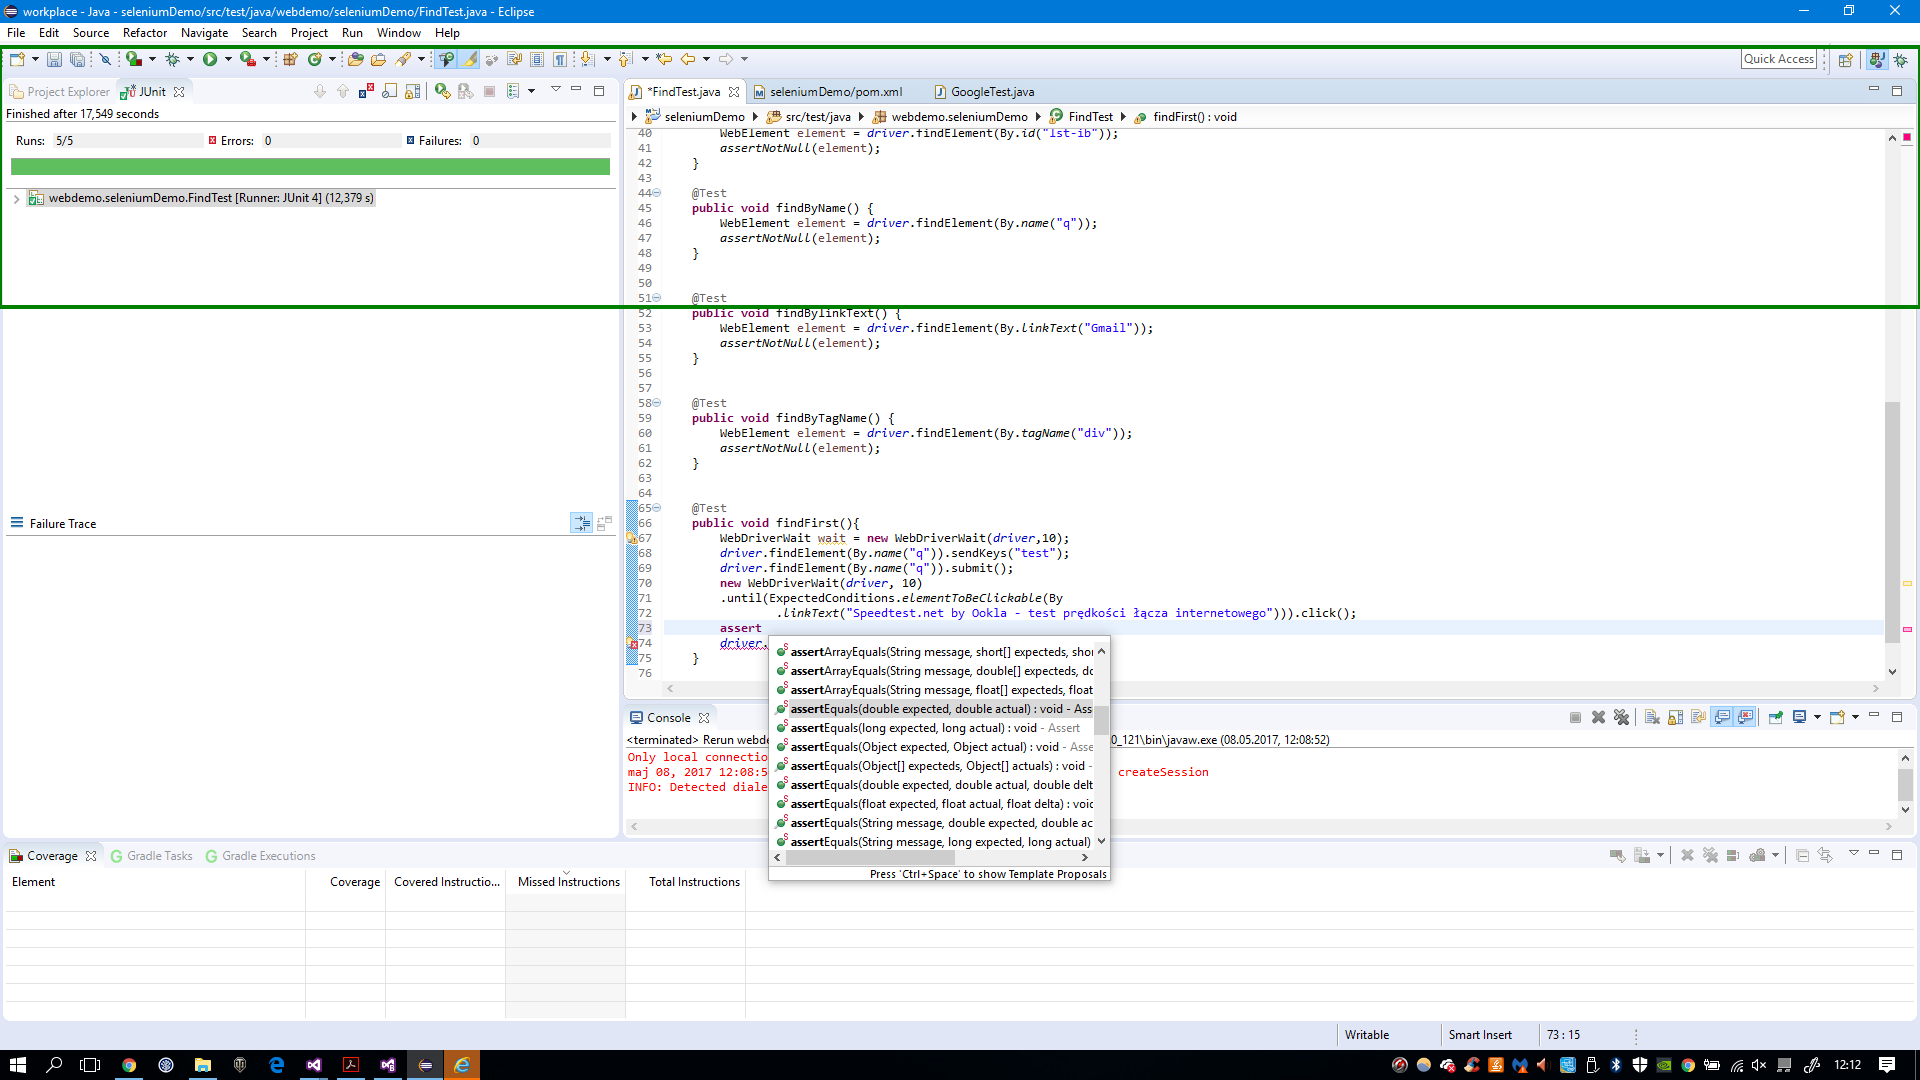 workplace - Java - seleniumDemo/src/test/java/webdemo/seleniumDemo/FindTest.java - Eclipse
File Edit Source Refactor Navigate Search Project Run Window Help
Quick Access
Project Explorer JUnit
Finished after 17,549 seconds
Runs: 5/5 Errors: 0 Failures: 0
webdemo.seleniumDemo.FindTest [Runner: JUnit 4] (12,379 s)
Failure Trace
*FindTest.java seleniumDemo/pom.xml GoogleTest.java
seleniumDemo src/test/java webdemo.seleniumDemo FindTest findFirst() : void
40 WebElement element = driver.findElement(By.id("lst-ib"));
41 assertNotNull(element);
42 }
43
44 @Test
45 public void findByName() {
46 WebElement element = driver.findElement(By.name("q"));
47 assertNotNull(element);
48 }
49
50
51 @Test
52 public void findBylinkText() {
53 WebElement element = driver.findElement(By.linkText("Gmail"));
54 assertNotNull(element);
55 }
56
57
58 @Test
59 public void findByTagName() {
60 WebElement element = driver.findElement(By.tagName("div"));
61 assertNotNull(element);
62 }
63
64
65 @Test
66 public void findFirst(){
67 WebDriverWait wait = new WebDriverWait(driver,10);
68 driver.findElement(By.name("q")).sendKeys("test");
69 driver.findElement(By.name("q")).submit();
70 new WebDriverWait(driver, 10)
71 .until(ExpectedConditions.elementToBeClickable(By
72 .linkText("Speedtest.net by Ookla - test prędkości łącza internetowego"))).click();
73 assert
74 driver.
75 }
76
assertArrayEquals(String message, short[] expecteds, shor
assertArrayEquals(String message, double[] expecteds, do
assertArrayEquals(String message, float[] expecteds, float
assertEquals(double expected, double actual) : void - Ass
assertEquals(long expected, long actual) : void - Assert
assertEquals(Object expected, Object actual) : void - Asse
assertEquals(Object[] expecteds, Object[] actuals) : void -
assertEquals(double expected, double actual, double delt
assertEquals(float expected, float actual, float delta) : voic
assertEquals(String message, double expected, double ac
assertEquals(String message, long expected, long actual)
Press 'Ctrl+Space' to show Template Proposals
Console
<terminated> Rerun webde 0_121\bin\javaw.exe (08.05.2017, 12:08:52)
Only local connectio
maj 08, 2017 12:08:5 createSession
INFO: Detected diale
Coverage Gradle Tasks Gradle Executions
Element Coverage Covered Instructio... Missed Instructions Total Instructions
Writable Smart Insert 73 : 15
12:12